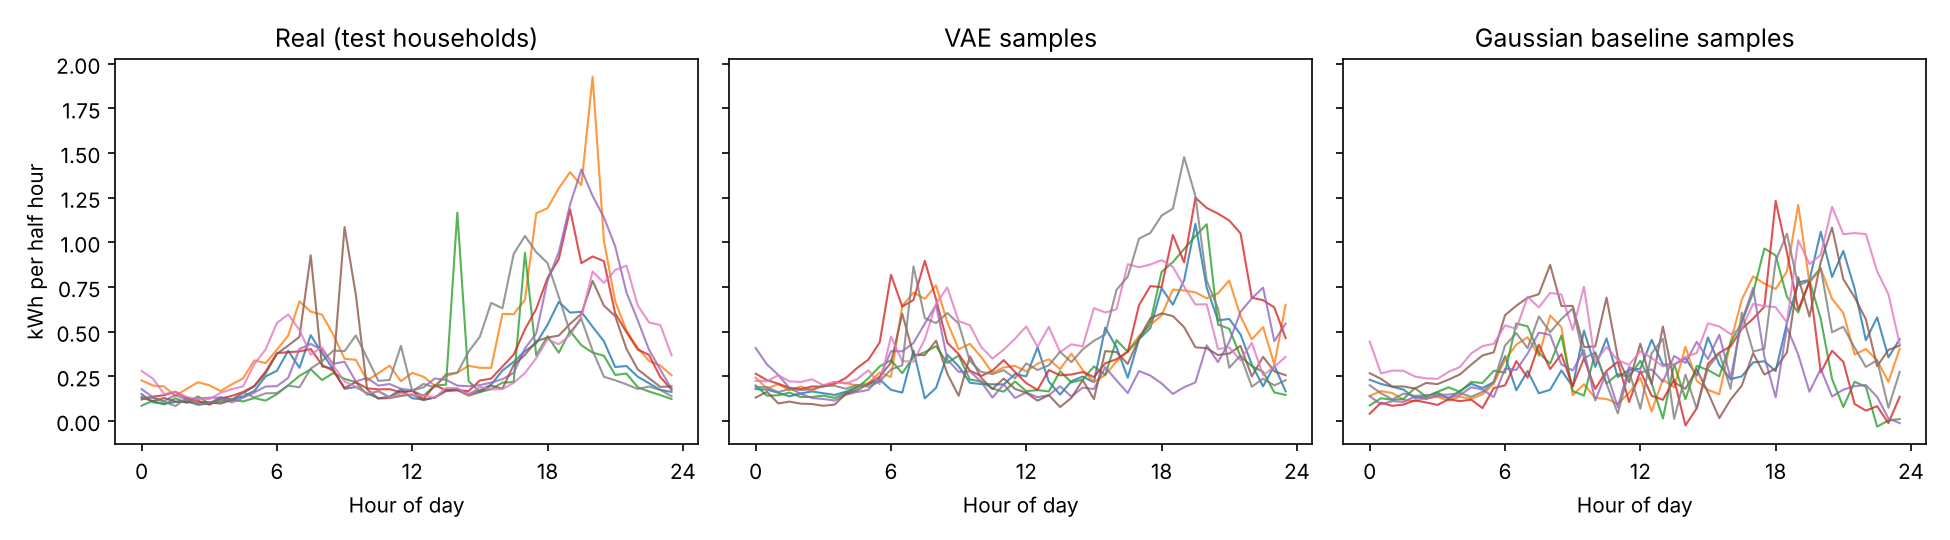 Real (test households)
VAE samples
Gaussian baseline samples
kWh per half hour
2.00
1.75
1.50
1.25
1.00
0.75
0.50
0.25
0.00
0 6 12 18 24
0 6 12 18 24
0 6 12 18 24
Hour of day
Hour of day
Hour of day